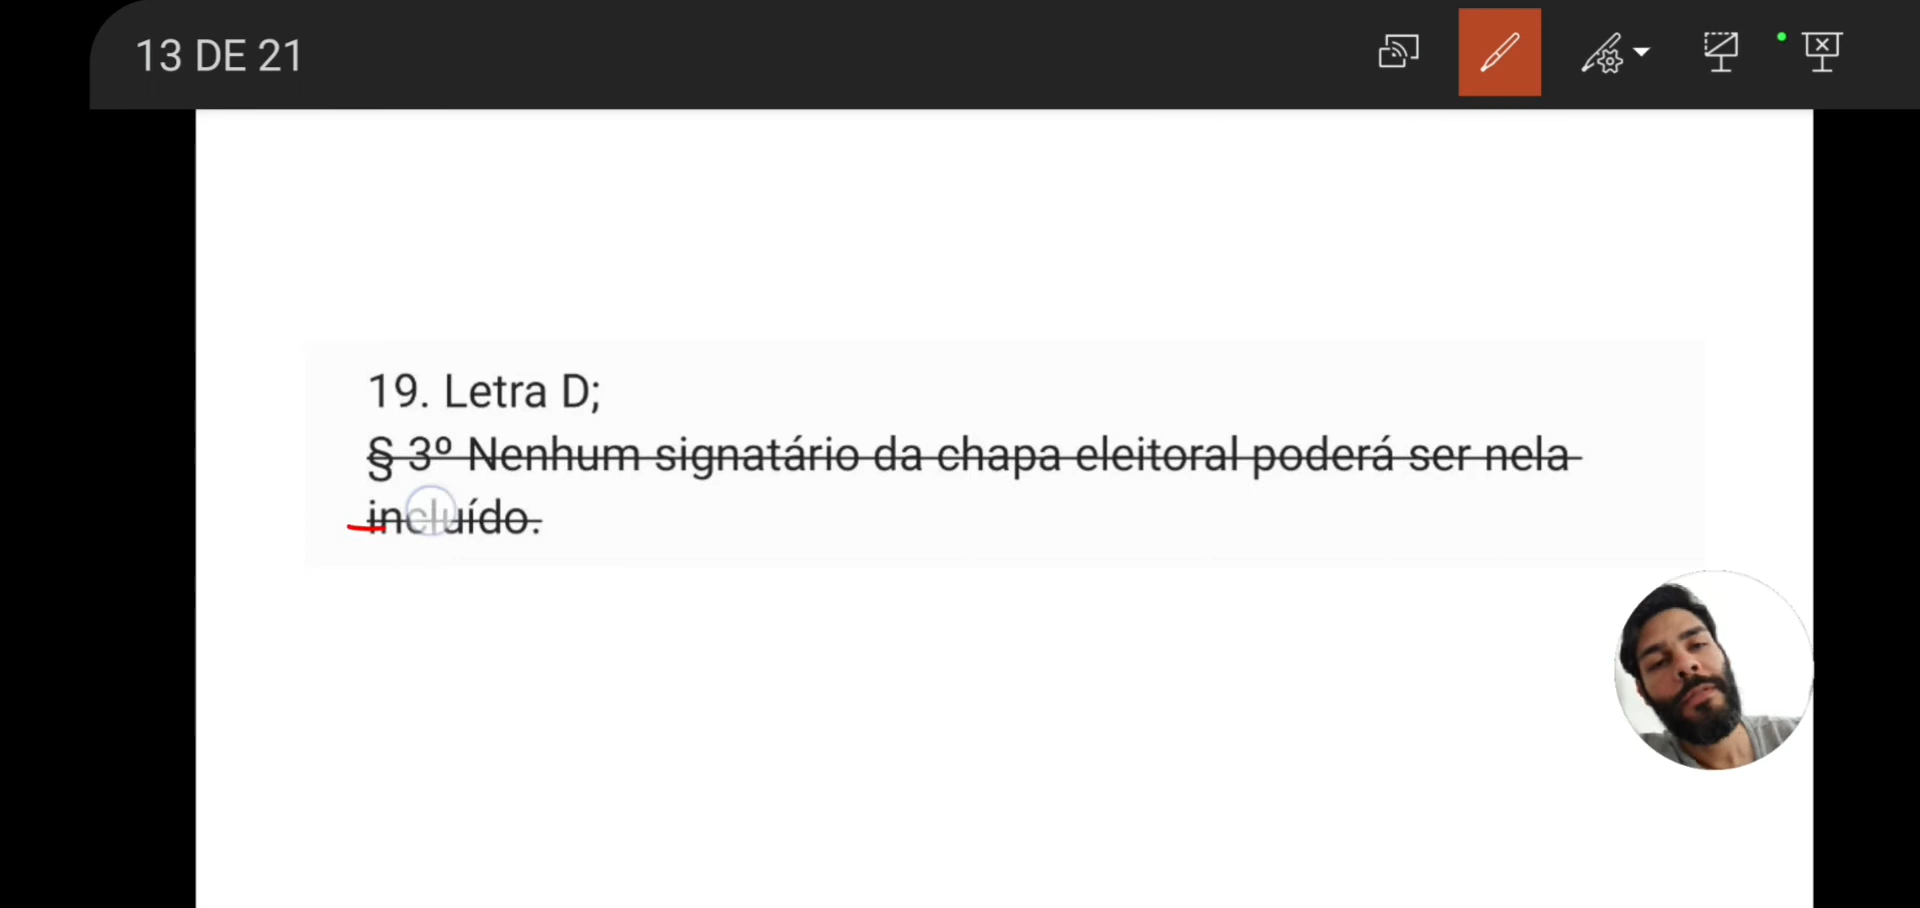 13 DE 21
19. Letra D;
§ 3º Nenhum signatário da chapa eleitoral poderá ser nela
incluído.